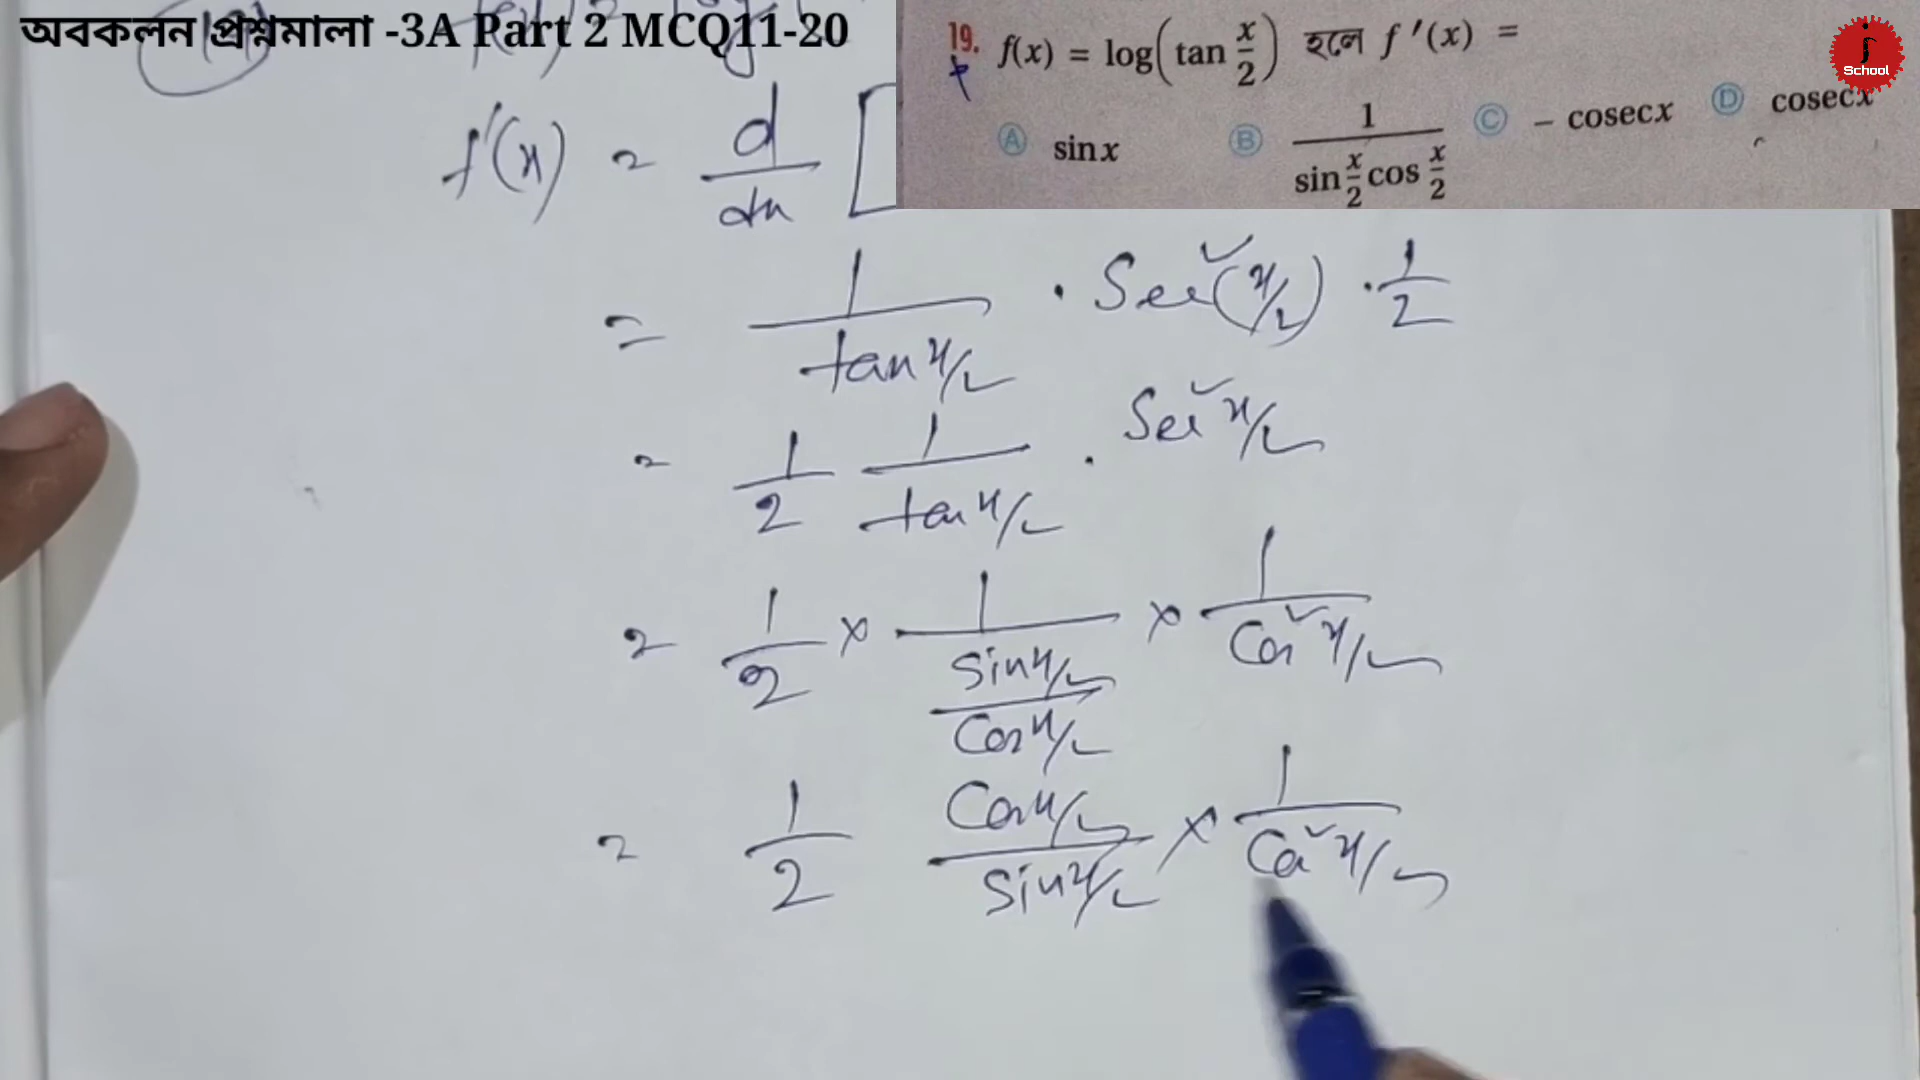 অবকলন প্রশ্নমালা -3A Part 2 MCQ11-20
19. f(x) = log(tan x/2) হলে f '(x) =
A sinx B 1/(sin x/2 cos x/2) C – cosecx D cosecx
f School
f'(x) = d/dx [
= 1/(tan x/2) . Sec²(x/2) . 1/2
= 1/2 1/(tan x/2) . Sec² x/2
= 1/2 × 1/(Sin x/2 / Cos x/2) × 1/(Cos² x/2)
= 1/2 (Cos x/2)/(Sin x/2) × 1/(Cos² x/2)